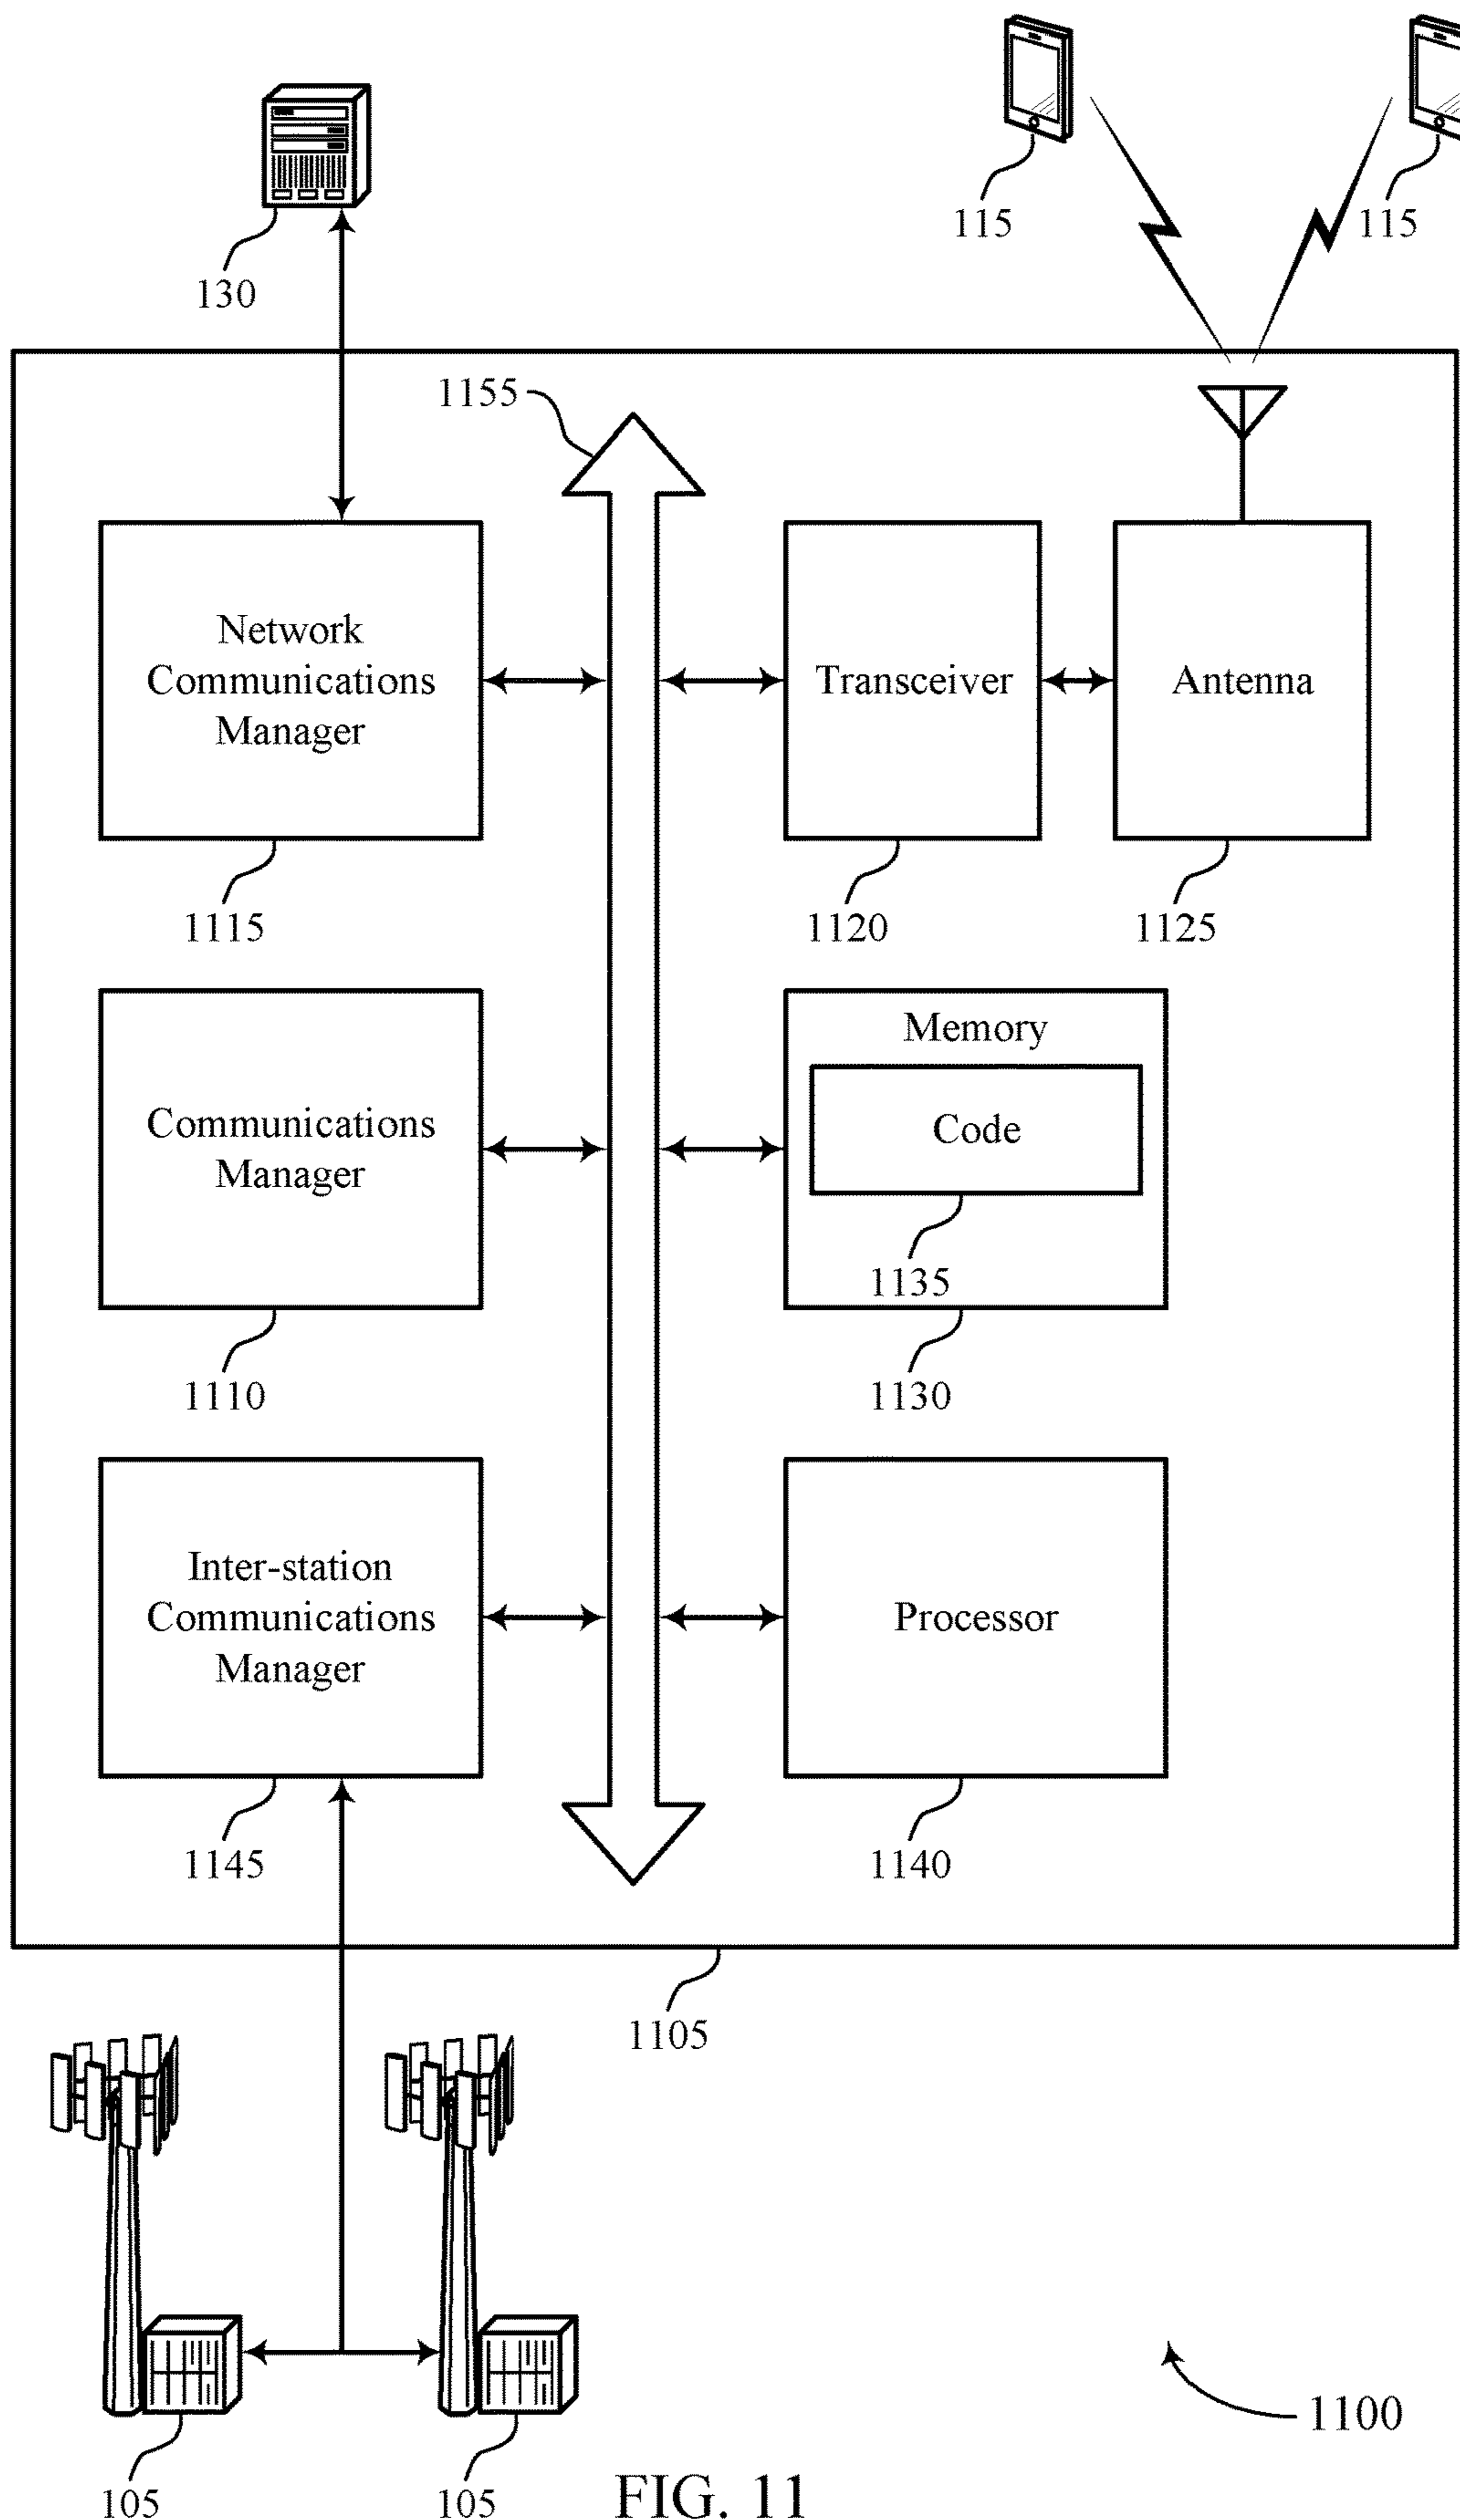 115
115
130
1155
Network
Communications
Manager
Transceiver
Antenna
1115
1120
1125
Memory
Communications
Manager
Code
1135
1110
1130
Inter-station
Communications
Manager
Processor
1145
1140
1105
1100
105
105
FIG. 11